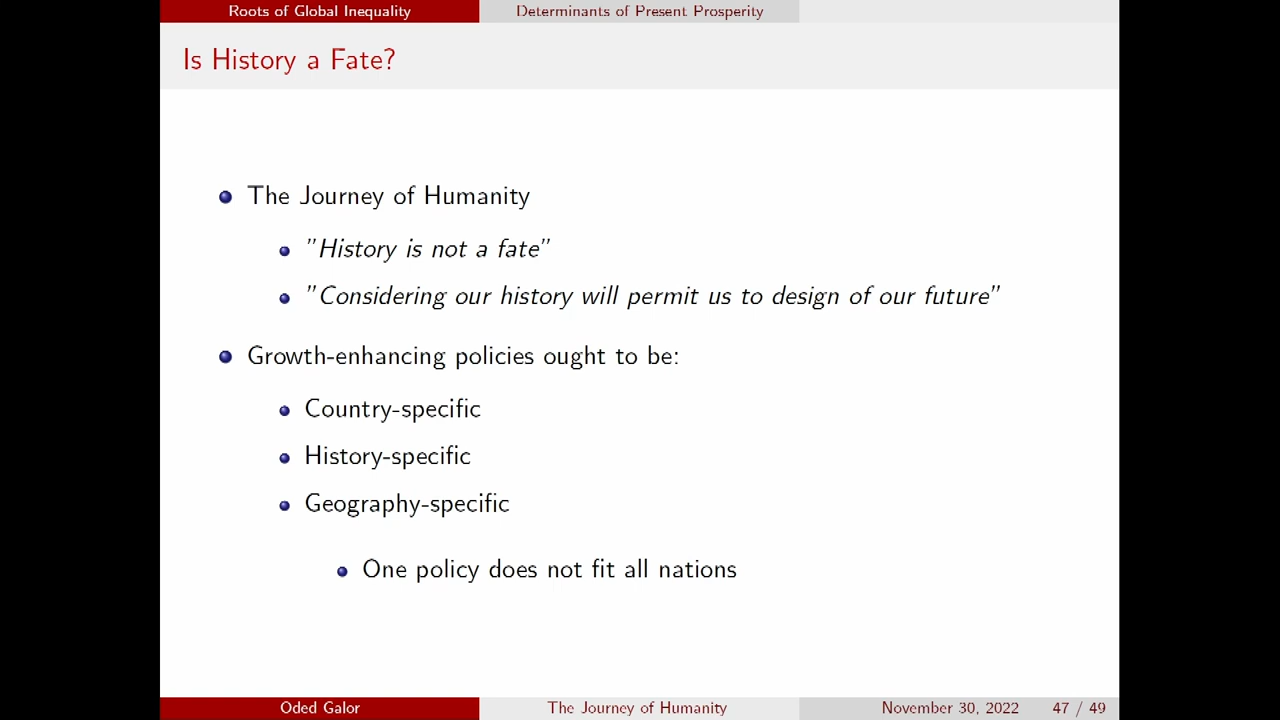 Roots of Global Inequality
Determinants of Present Prosperity
Is History a Fate?
The Journey of Humanity
"History is not a fate"
"Considering our history will permit us to design of our future"
Growth-enhancing policies ought to be:
Country-specific
History-specific
Geography-specific
One policy does not fit all nations
Oded Galor
The Journey of Humanity
November 30, 2022
47 / 49